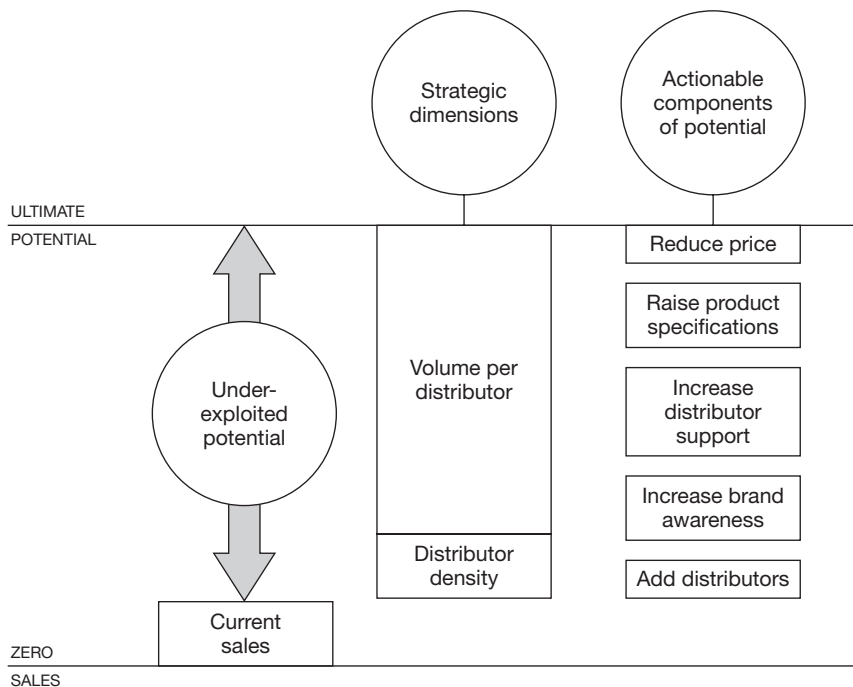 Strategic
dimensions
Actionable
components
of potential
ULTIMATE
POTENTIAL
Reduce price
Raise product
specifications
Volume per
distributor
Under-
exploited
potential
Increase
distributor
support
Increase brand
awareness
Distributor
density
Add distributors
Current
sales
ZERO
SALES